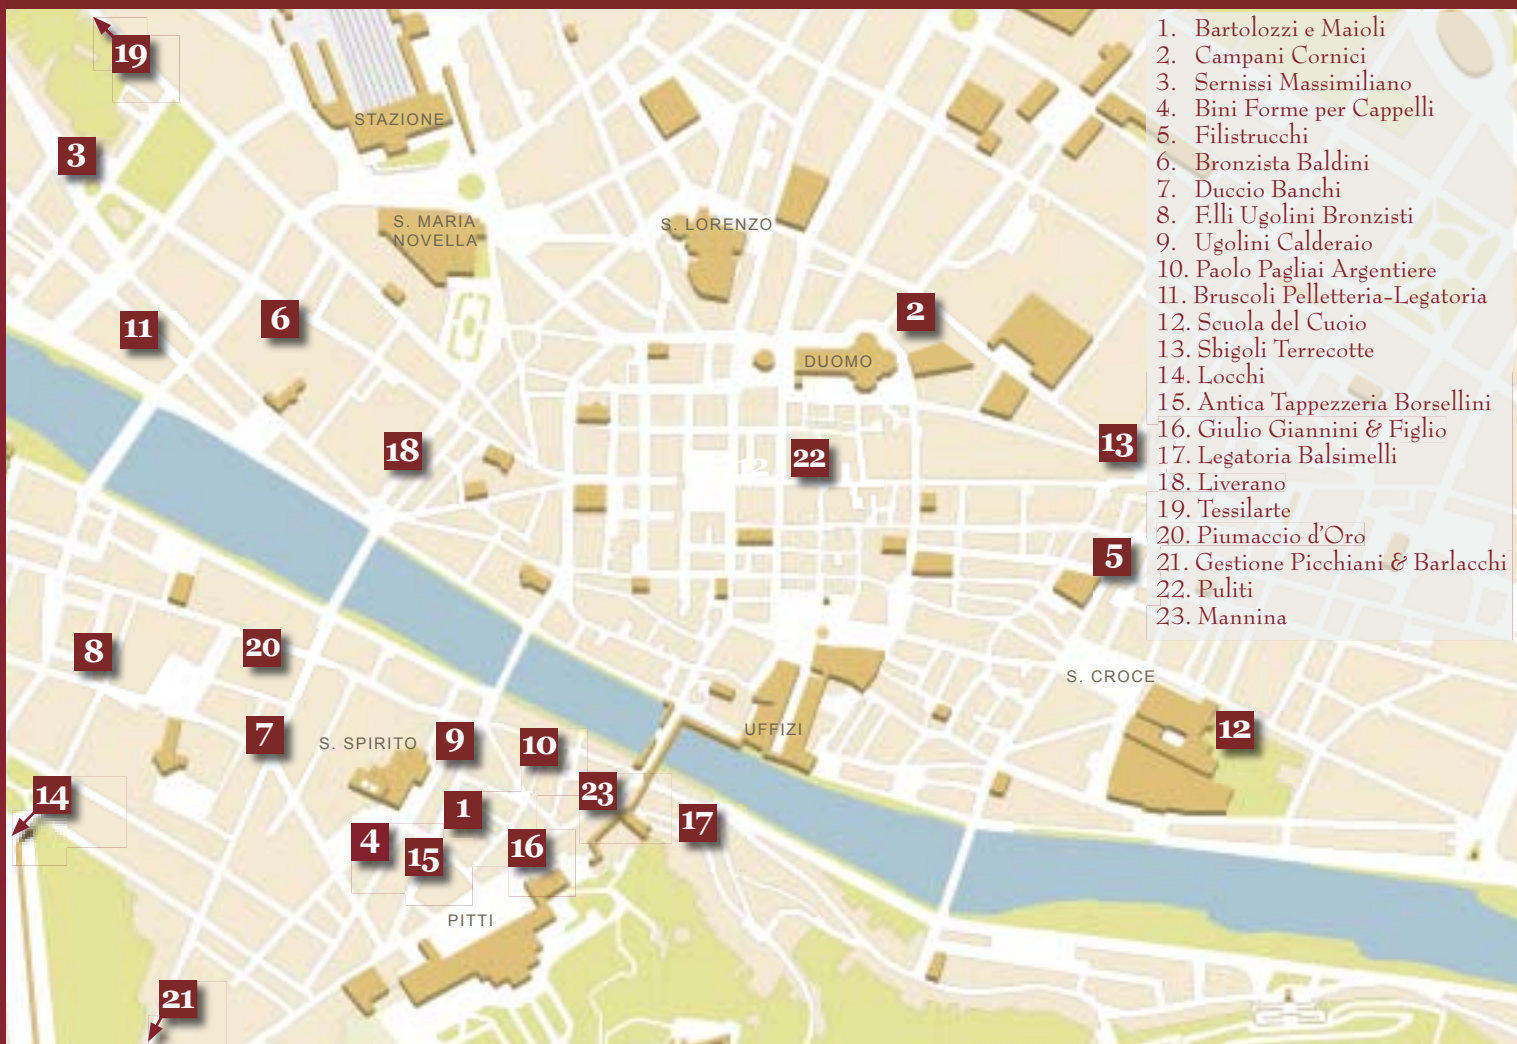 19
STAZIONE
3
S. MARIA
NOVELLA
S. LORENZO
11
6
2
DUOMO
18
12
22
13
5
8
20
7
S. SPIRITO
9
10
UFFIZI
S. CROCE
12
14
1
23
17
4
15
16
PITTI
21
1. Bartolozzi e Maioli
2. Campani Cornici
3. Sernissi Massimiliano
4. Bini Forme per Cappelli
5. Filistrucchi
6. Bronzista Baldini
7. Duccio Banchi
8. F.lli Ugolini Bronzisti
9. Ugolini Calderaio
10. Paolo Pagliai Argentiere
11. Bruscoli Pelletteria-Legatoria
12. Scuola del Cuoio
13. Sbigoli Terrecotte
14. Locchi
15. Antica Tappezzeria Borsellini
16. Giulio Giannini & Figlio
17. Legatoria Balsimelli
18. Liverano
19. Tessilarte
20. Piumaccio d'Oro
21. Gestione Picchiani & Barlacchi
22. Puliti
23. Mannina